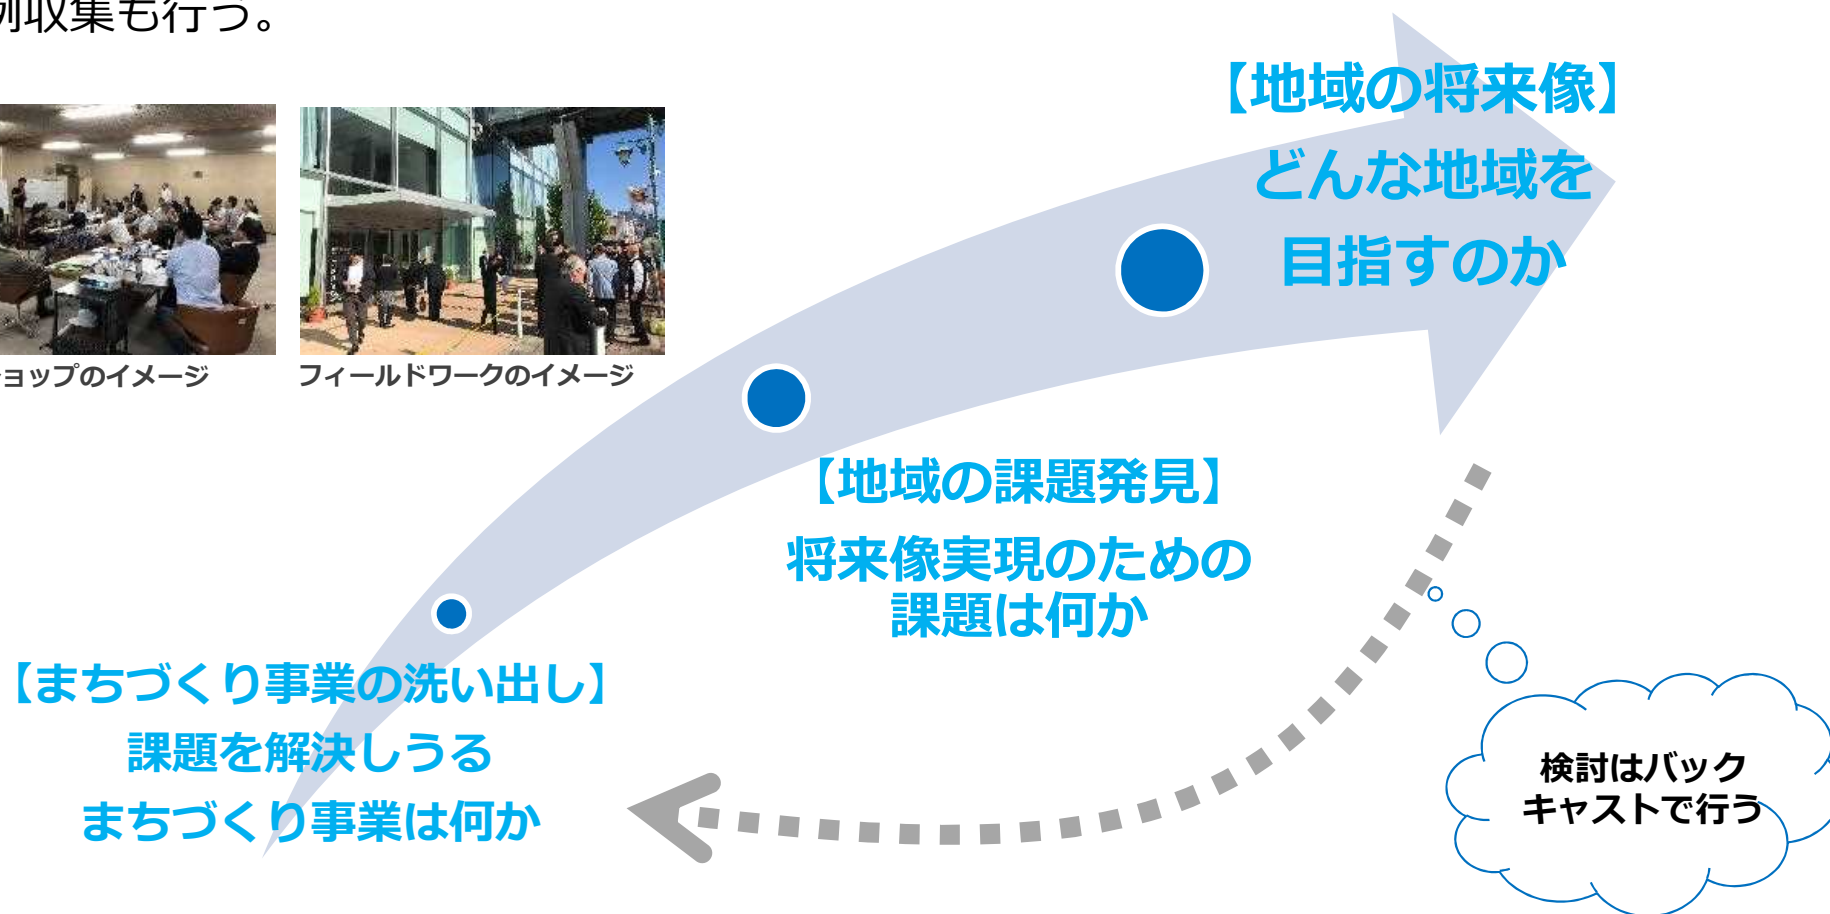 例収集も行う。
【地域の将来像】
どんな地域を
目指すのか
ョップのイメージ
フィールドワークのイメージ
【地域の課題発見】
将来像実現のための
課題は何か
【まちづくり事業の洗い出し】
課題を解決しうる
まちづくり事業は何か
検討はバック
キャストで行う